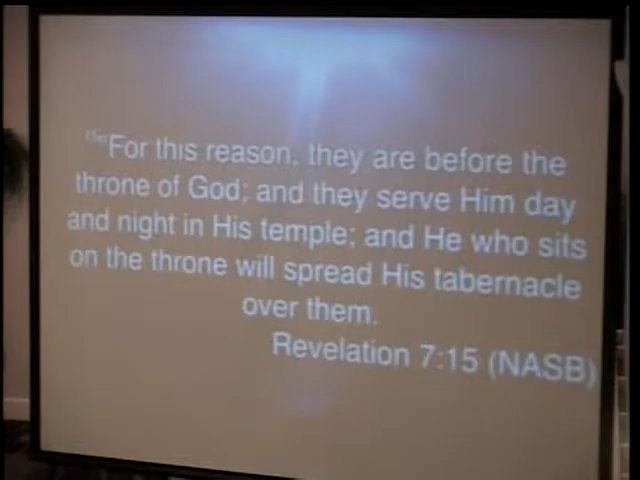 15"For this reason, they are before the
throne of God; and they serve Him day
and night in His temple; and He who sits
on the throne will spread His tabernacle
over them.
Revelation 7:15 (NASB)